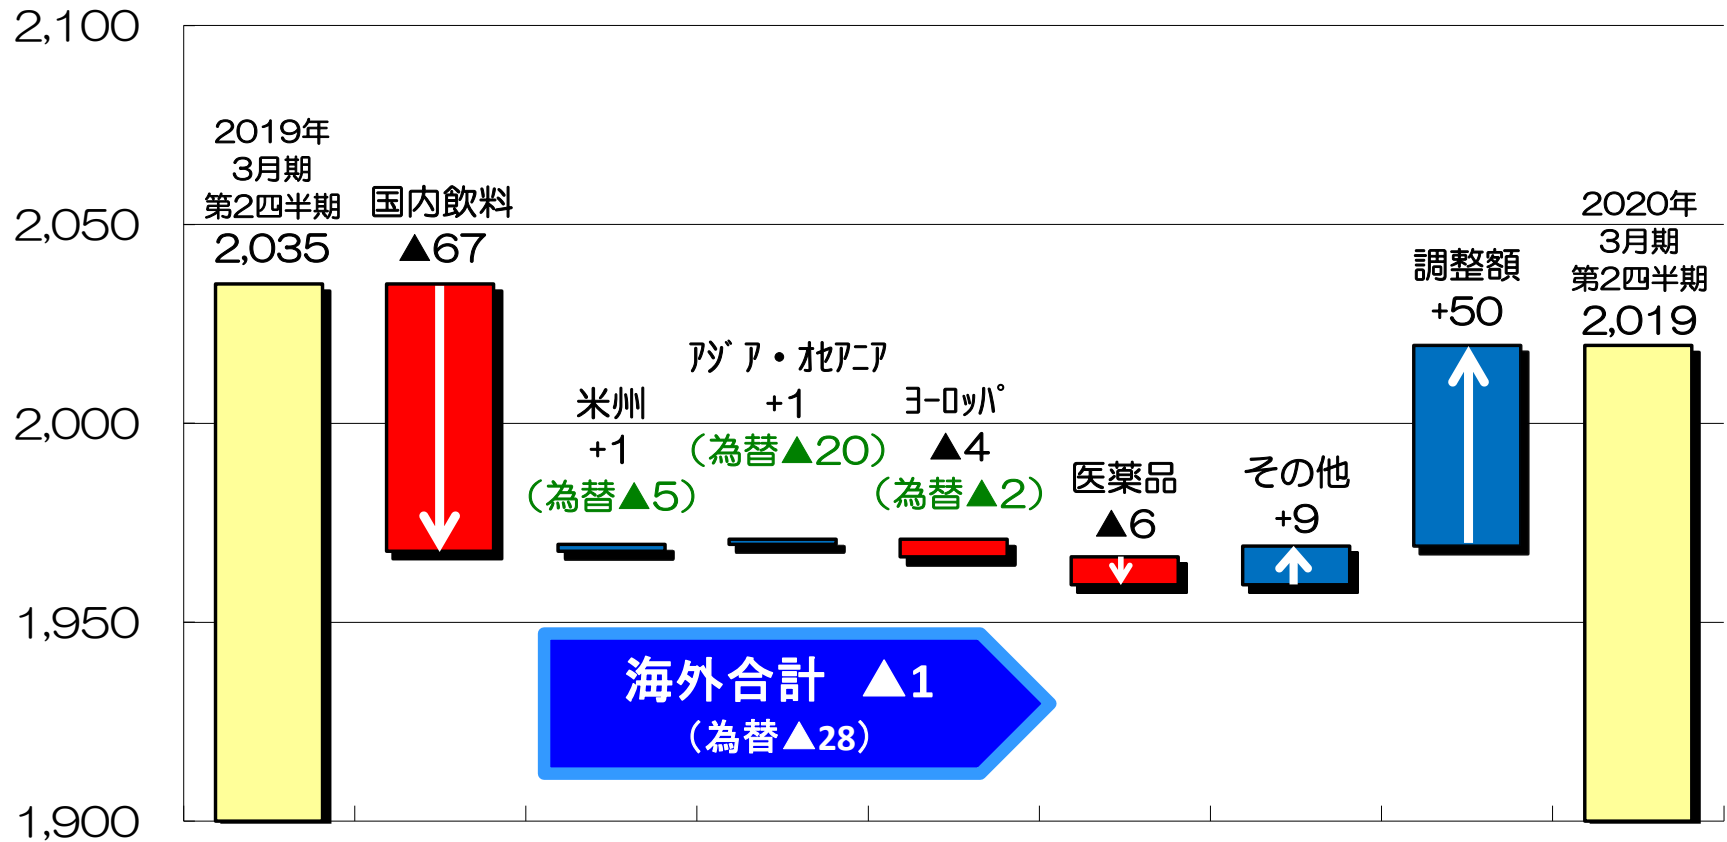 2,100
2,050
2,000
1,950
1,900
2019年
3月期
第2四半期
2,035
国内飲料
▲67
米州
+1
（為替▲5）
ｱｼﾞｱ・ｵｾｱﾆｱ
+1
（為替▲20）
ﾖｰﾛｯﾊﾟ
▲4
（為替▲2）
医薬品
▲6
その他
+9
調整額
+50
2020年
3月期
第2四半期
2,019
海外合計 ▲1
（為替▲28）